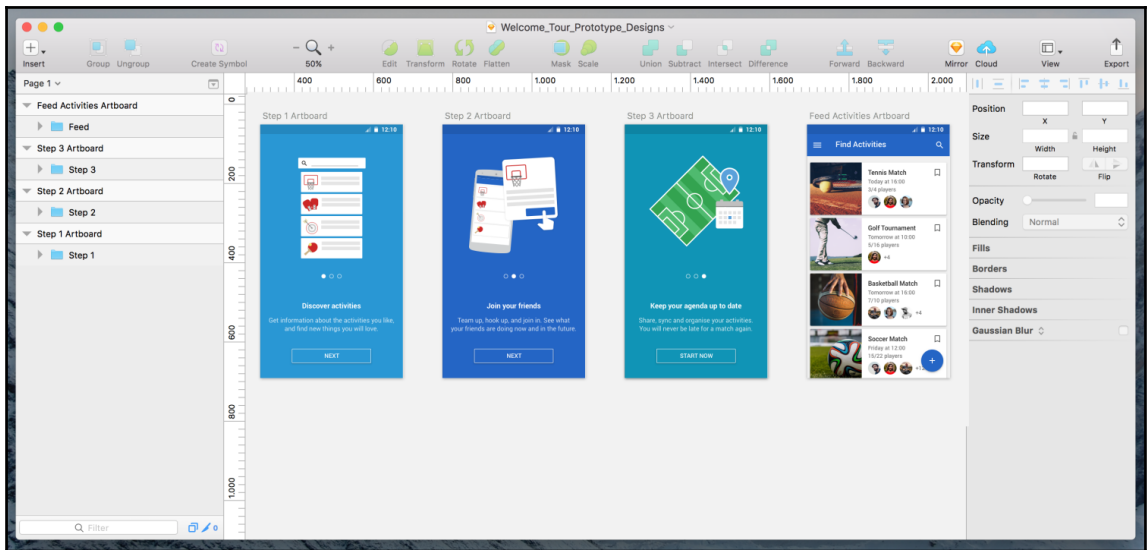 Welcome_Tour_Prototype_Designs
Insert
Group Ungroup
Create Symbol
- +
50%
Edit Transform Rotate Flatten
Mask Scale
Union Subtract Intersect Difference
Forward Backward
Mirror Cloud
View
Export
Page 1
Feed Activities Artboard
Feed
Step 3 Artboard
Step 3
Step 2 Artboard
Step 2
Step 1 Artboard
Step 1
Filter
0
400 600 800 1.000 1.200 1.400 1.600 1.800 2.000
0
200
400
600
800
1.000
Step 1 Artboard
12:10
Discover activities
Get information about the activities you like,
and find new things you will love.
NEXT
Step 2 Artboard
12:10
Join your friends
Team up, hook up, and join in. See what
your friends are doing now and in the future.
NEXT
Step 3 Artboard
12:10
Keep your agenda up to date
Share, sync and organise your activities.
You will never be late for a match again.
START NOW
Feed Activities Artboard
12:10
Find Activities
Tennis Match
Today at 16:00
3/4 players
Golf Tournament
Tomorrow at 10:00
5/16 players
+4
Basketball Match
Tomorrow at 16:00
7/10 players
+4
Soccer Match
Friday at 12:00
15/22 players
+
Position
X Y
Size
Width Height
Transform
Rotate Flip
Opacity
Blending Normal
Fills
Borders
Shadows
Inner Shadows
Gaussian Blur